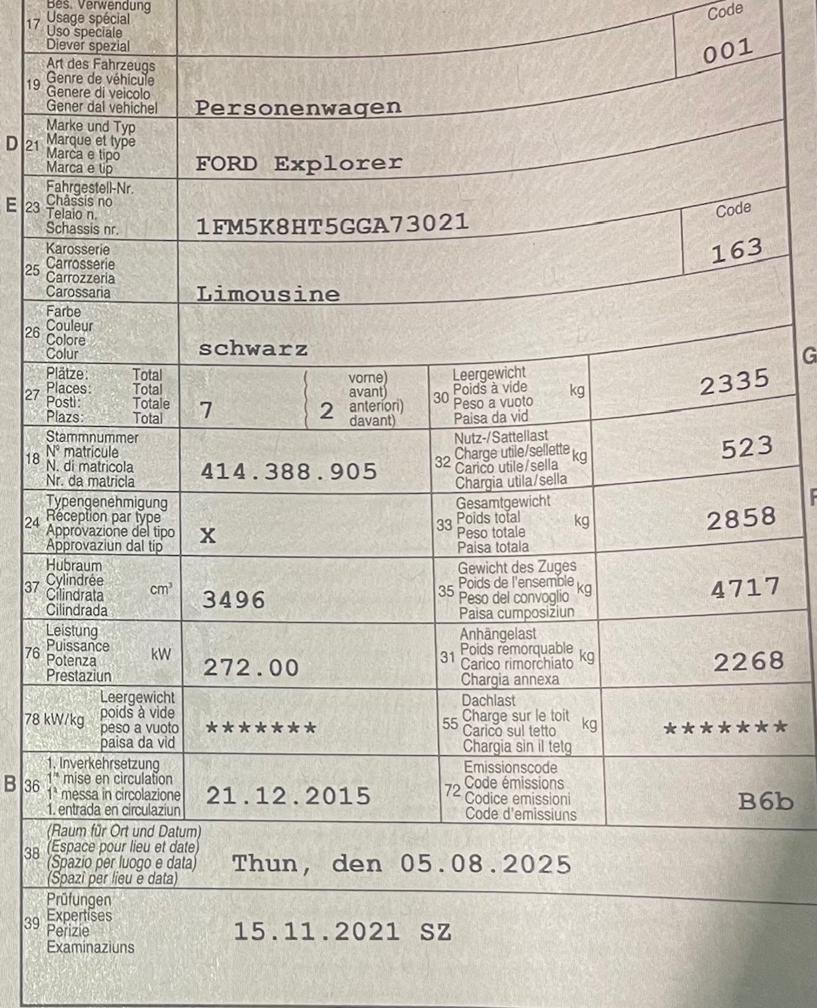 Bes. Verwendung
17 Usage spécial
Uso speciale
Diever spezial
Code
001
Art des Fahrzeugs
19 Genre de véhicule
Genere di veicolo
Gener dal vehichel
Personenwagen
Marke und Typ
D 21 Marque et type
Marca e tipo
Marca e tip
FORD Explorer
Fahrgestell-Nr.
E 23 Châssis no
Telaio n.
Schassis nr.
1FM5K8HT5GGA73021
Code
163
Karosserie
25 Carrosserie
Carrozzeria
Carossaria
Limousine
Farbe
26 Couleur
Colore
Colur
schwarz
Plätze: Total
27 Places: Total
Posti: Totale
Plazs: Total
7
2
vorne)
avant)
anteriori)
davant)
Leergewicht
30 Poids à vide kg
Peso a vuoto
Paisa da vid
2335
G
Stammnummer
18 N° matricule
N. di matricola
Nr. da matricla
414.388.905
Nutz-/Sattellast
32 Charge utile/sellette kg
Carico utile/sella
Chargia utila/sella
523
Typengenehmigung
24 Réception par type
Approvazione del tipo
Approvaziun dal tip
X
Gesamtgewicht
33 Poids total kg
Peso totale
Paisa totala
2858
F
Hubraum
37 Cylindrée cm³
Cilindrata
Cilindrada
3496
Gewicht des Zuges
35 Poids de l'ensemble kg
Peso del convoglio
Paisa cumposiziun
4717
Leistung
76 Puissance kW
Potenza
Prestaziun
272.00
Anhängelast
31 Poids remorquable kg
Carico rimorchiato
Chargia annexa
2268
Leergewicht
78 kW/kg poids à vide
peso a vuoto
paisa da vid
*******
Dachlast
55 Charge sur le toit kg
Carico sul tetto
Chargia sin il tetg
*******
1. Inverkehrsetzung
B 36 1re mise en circulation
1a messa in circolazione
1. entrada en circulaziun
21.12.2015
Emissionscode
72 Code émissions
Codice emissioni
Code d'emissiuns
B6b
(Raum für Ort und Datum)
38 (Espace pour lieu et date)
(Spazio per luogo e data)
(Spazi per lieu e data)
Thun, den 05.08.2025
Prüfungen
39 Expertises
Perizie
Examinaziuns
15.11.2021 SZ